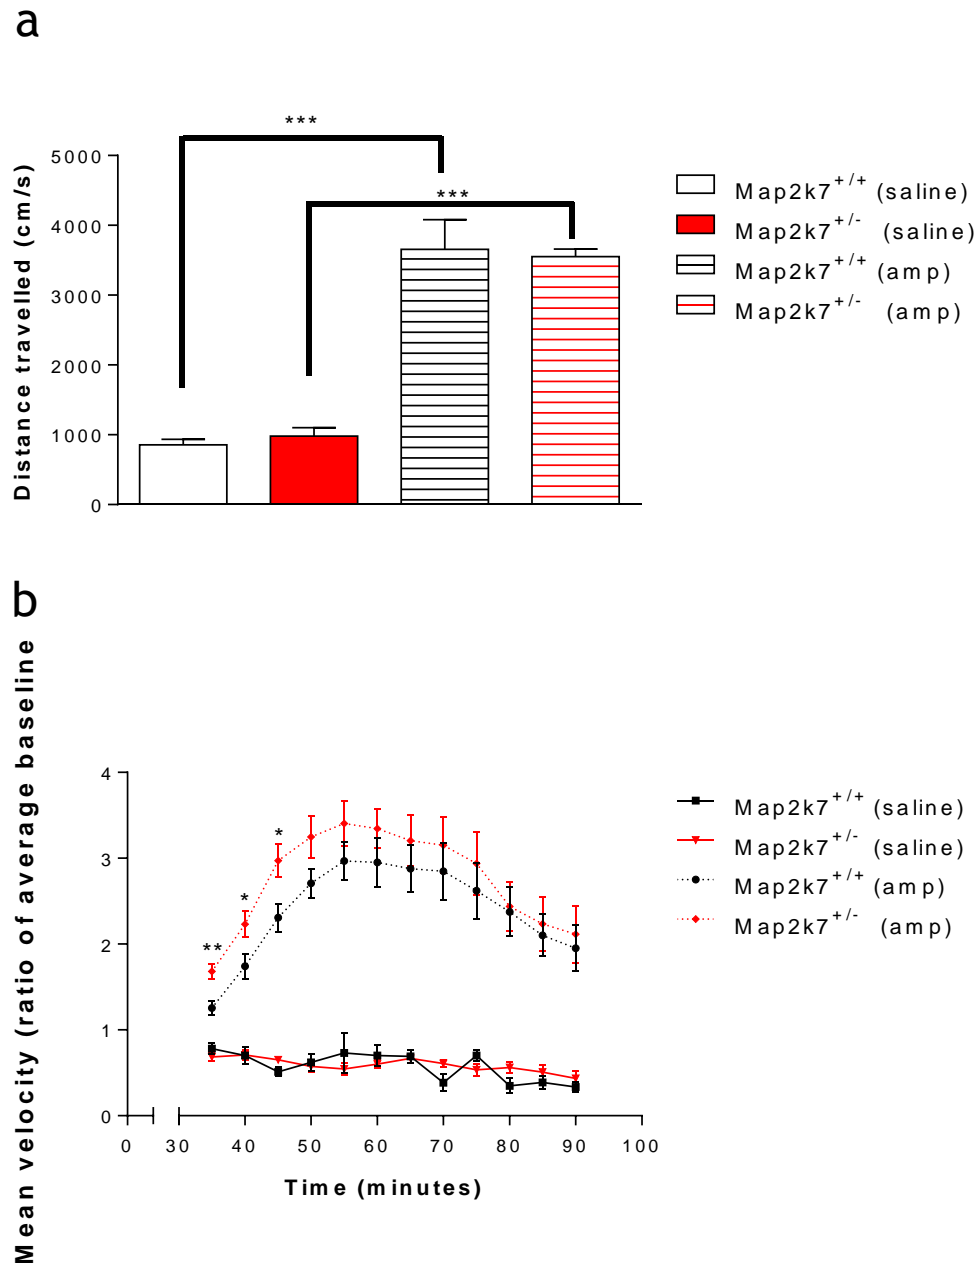 a
***
***
Distance travelled (cm/s)
5000
4000
3000
2000
1000
0
Map2k7+/+ (saline)
Map2k7+/- (saline)
Map2k7+/+ (amp)
Map2k7+/- (amp)
b
Mean velocity (ratio of average baseline
4
3
2
1
0
**
*
*
0 30 40 50 60 70 80 90 100
Time (minutes)
Map2k7+/+ (saline)
Map2k7+/- (saline)
Map2k7+/+ (amp)
Map2k7+/- (amp)